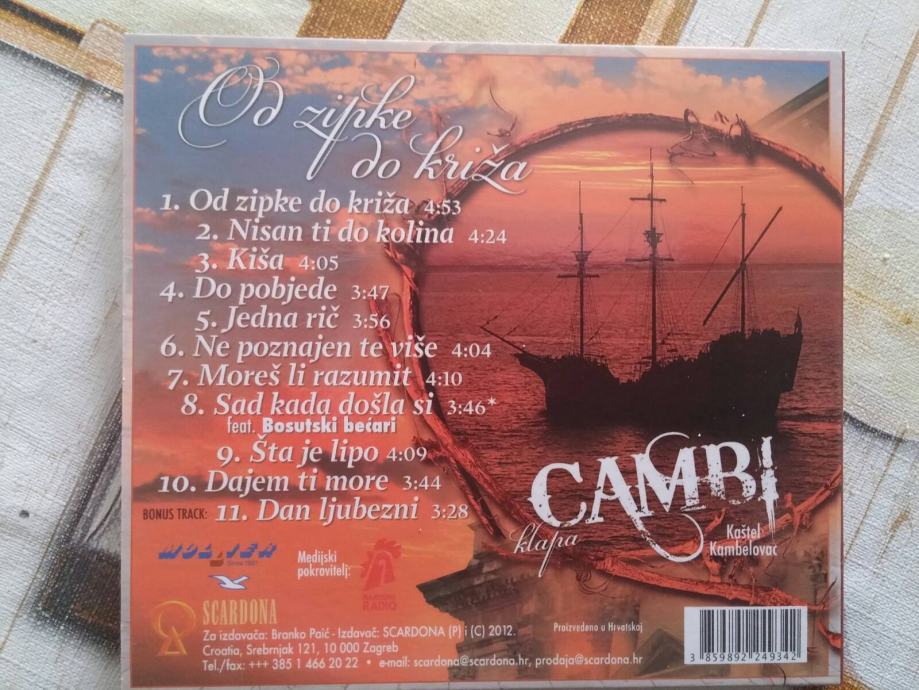 Od zipke
do križa
1. Od zipke do križa 4:53
2. Nisan ti do kolina 4:24
3. Kiša 4:05
4. Do pobjede 3:47
5. Jedna rič 3:56
6. Ne poznajen te više 4:04
7. Moreš li razumit 4:10
8. Sad kada došla si 3:46*
feat. Bosutski bećari
9. Šta je lipo 4:09
10. Dajem ti more 3:44
BONUS TRACK: 11. Dan ljubezni 3:28
CAMBI
klapa
Kaštel
Kambelovac
Medijski
pokrovitelj:
NARODNI
RADIO
SCARDONA
Za izdavača: Branko Paić - Izdavač: SCARDONA (P) i (C) 2012.
Croatia, Srebrnjak 121, 10 000 Zagreb
Tel./fax: +++ 385 1 466 20 22 • e-mail: scardona@scardona.hr, prodaja@scardona.hr
Proizvedeno u Hrvatskoj
3 859892 249342